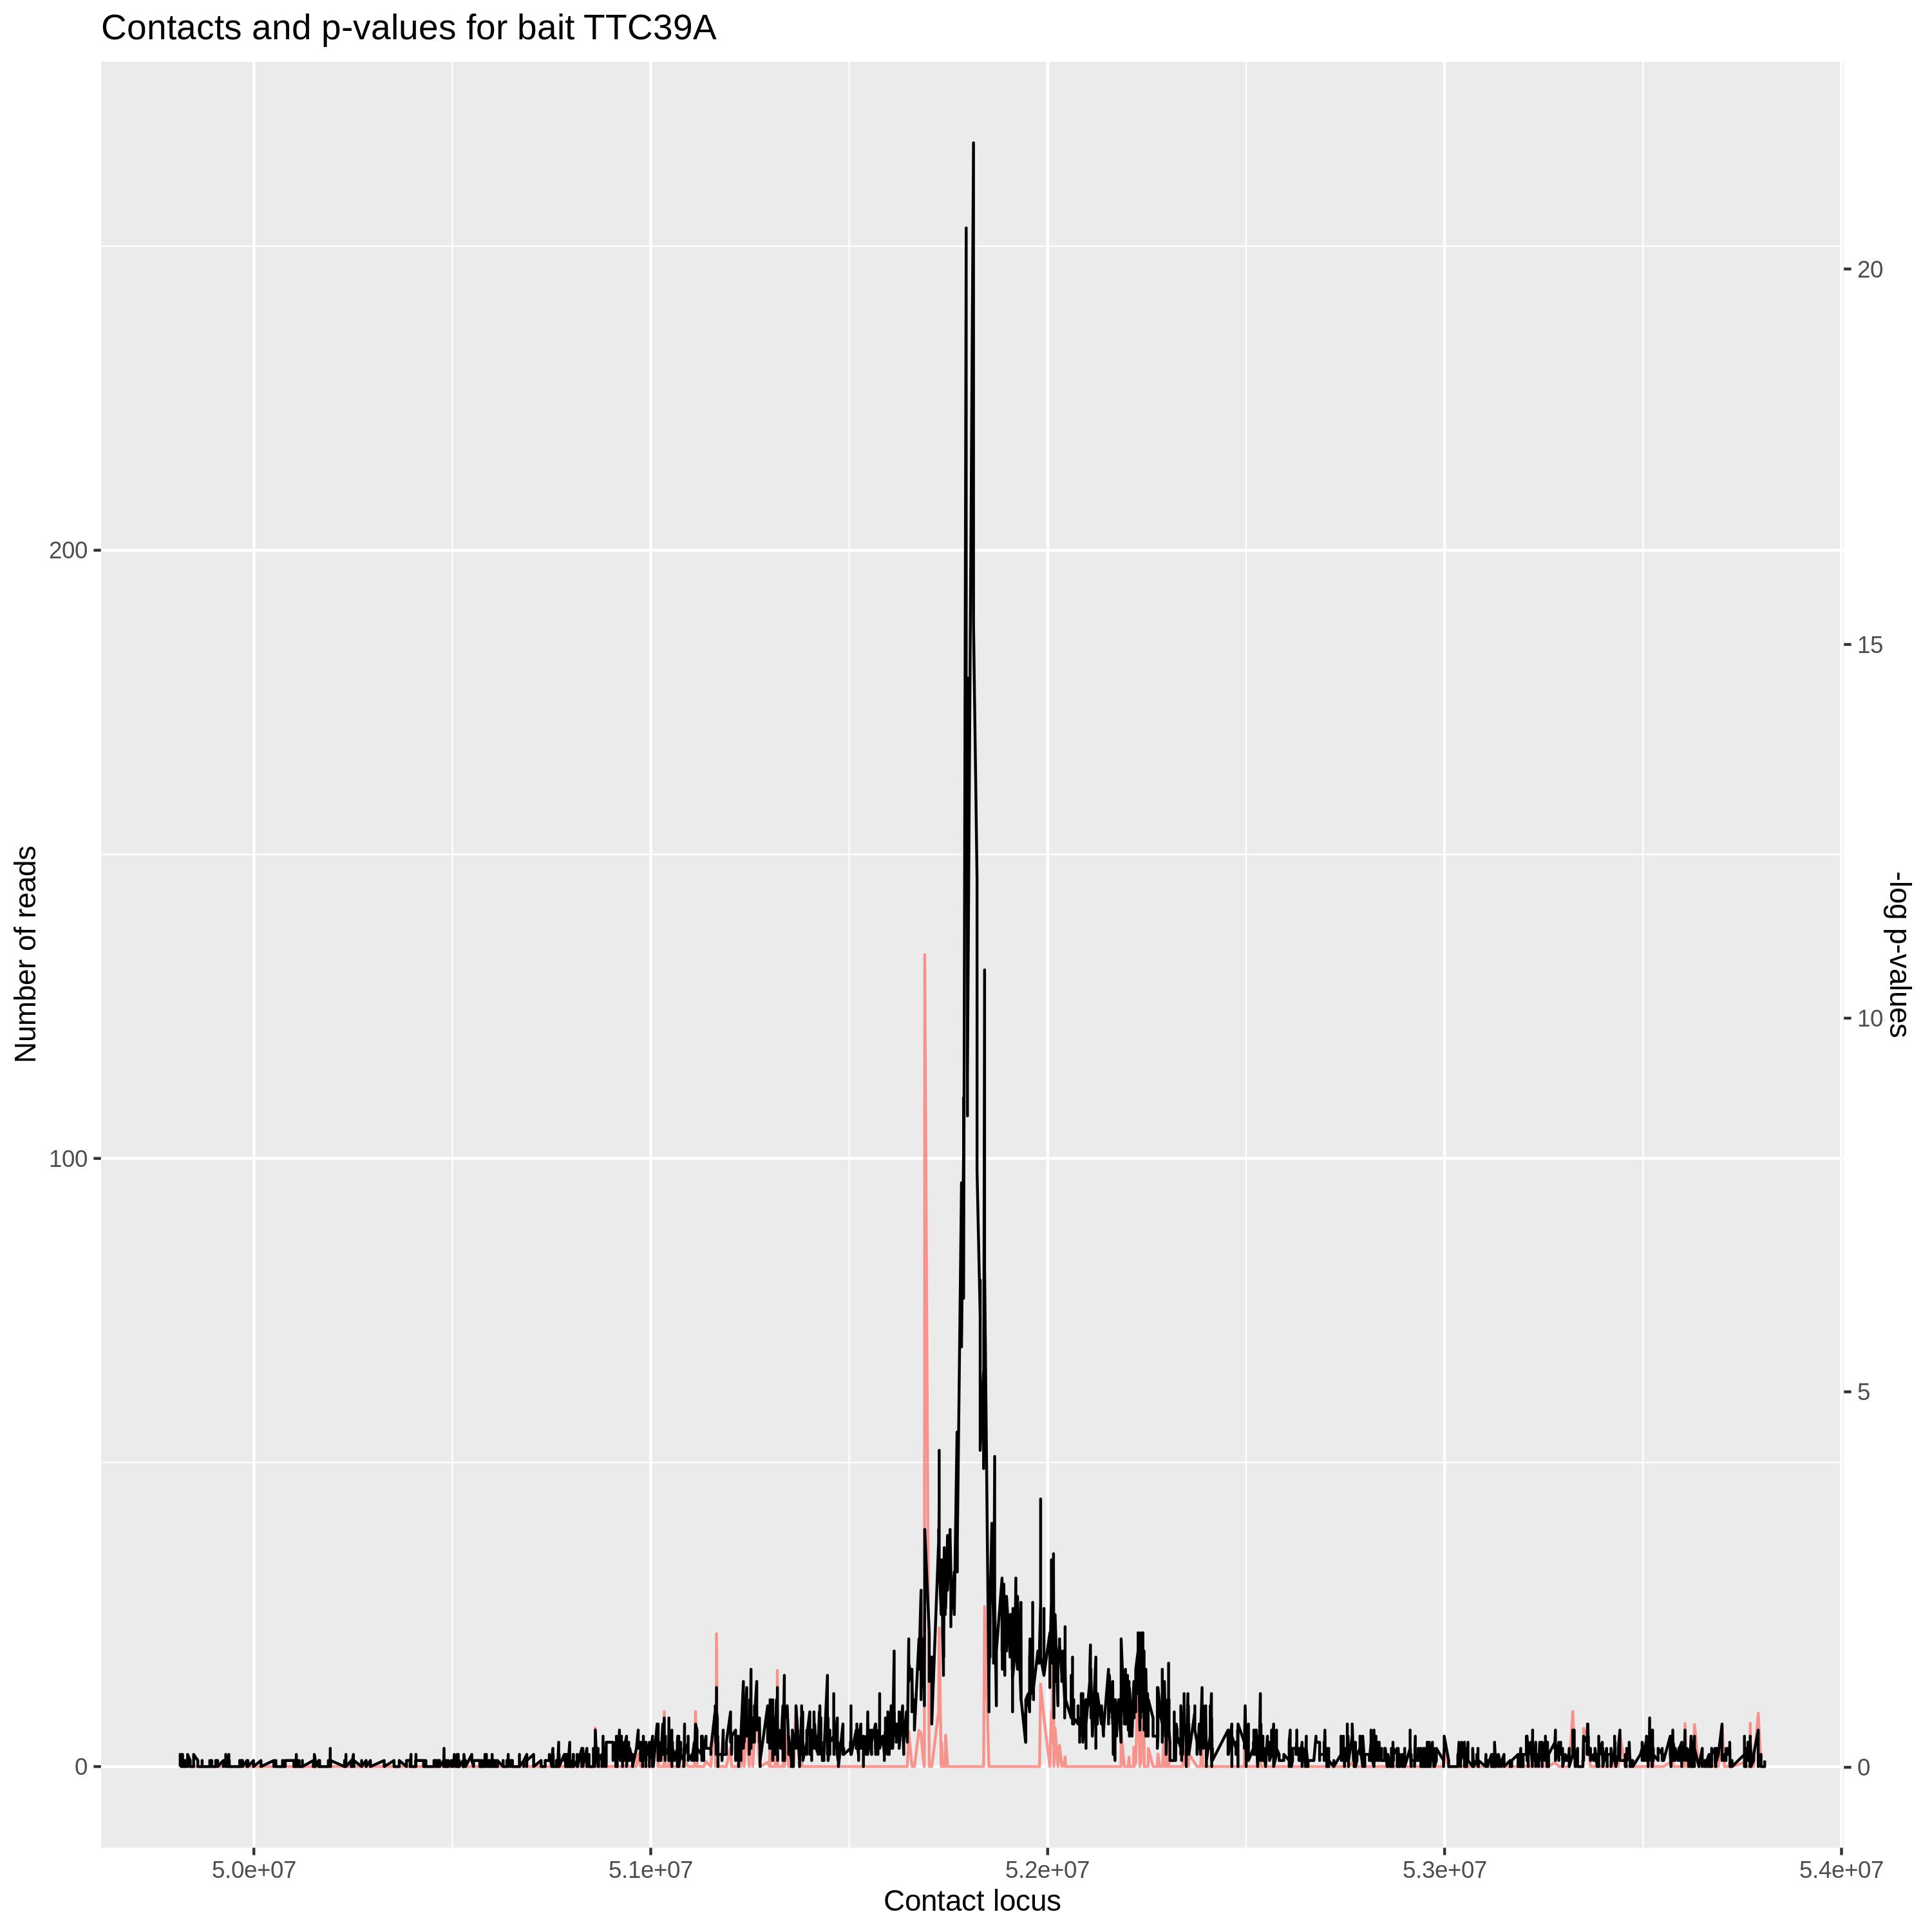 Contacts and p-values for bait TTC39A
Number of reads
200
100
0
20
15
10
5
0
-log p-values
5.0e+07 5.1e+07 5.2e+07 5.3e+07 5.4e+07
Contact locus